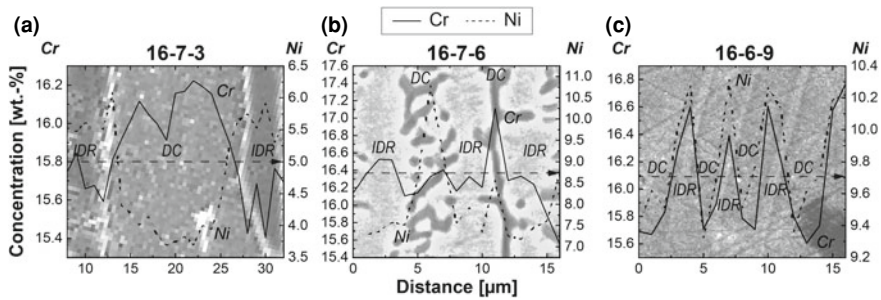 Cr Ni
(a) 16-7-3 (b) 16-7-6 (c) 16-6-9
Cr Ni Cr Ni Cr Ni
Concentration [wt.-%]
16.2
16.0
15.8
15.6
15.4
Cr
IDR
DC
IDR
Ni
6.5
6.0
5.5
5.0
4.5
4.0
3.5
10 15 20 25 30
17.6
17.4
17.2
17.0
16.8
16.6
16.4
16.2
16.0
15.8
15.6
15.4
DC
DC
Cr
IDR
IDR
IDR
Ni
11.0
10.5
10.0
9.5
9.0
8.5
8.0
7.5
7.0
0 5 10 15
16.8
16.6
16.4
16.2
16.0
15.8
15.6
Ni
DC
DC
DC
DC
IDR
IDR
IDR
Cr
10.4
10.2
10.0
9.8
9.6
9.4
9.2
0 5 10 15
Distance [µm]